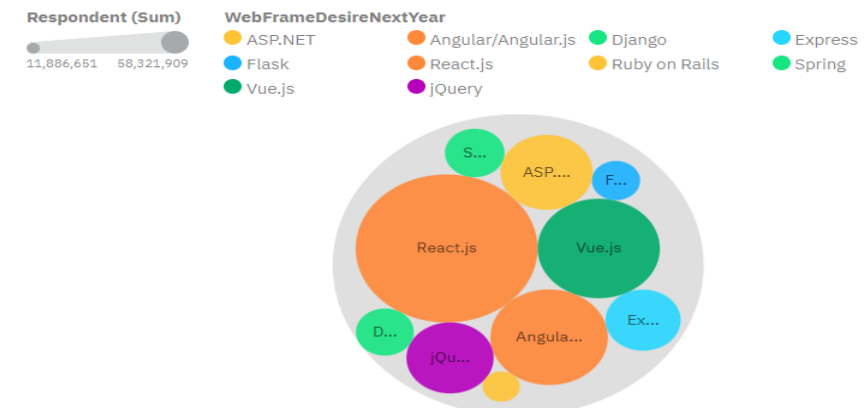 Respondent (Sum) WebFrameDesireNextYear
ASP.NET Angular/Angular.js Django Express
11,886,651 58,321,909 Flask React.js Ruby on Rails Spring
Vue.js jQuery
S...
ASP....
F...
React.js Vue.js
Ex...
D... Angula...
jQu...